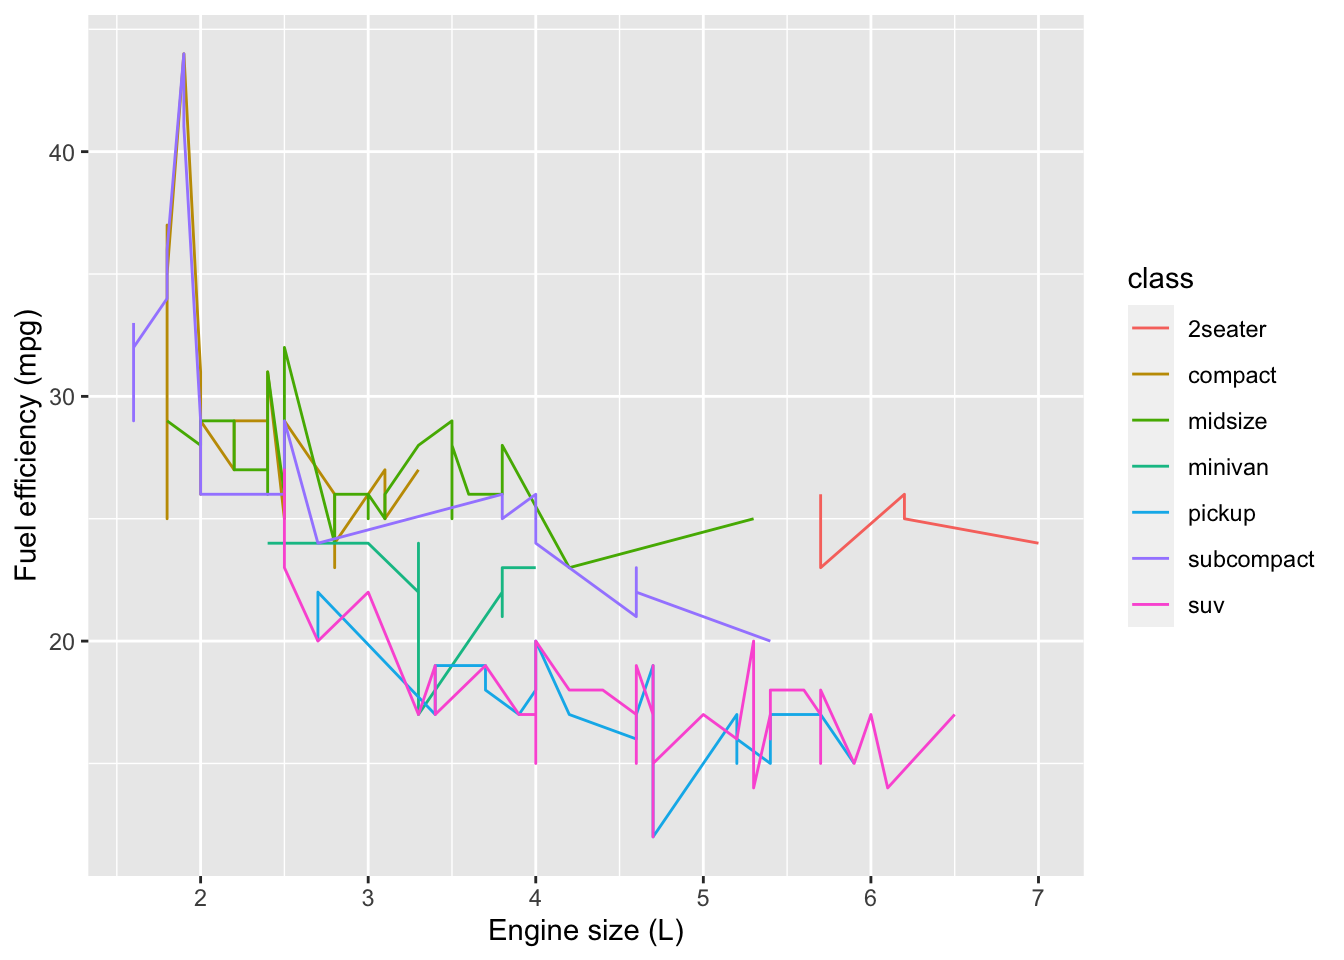 Fuel efficiency (mpg)
40
30
20
2 3 4 5 6 7
Engine size (L)
class
2seater
compact
midsize
minivan
pickup
subcompact
suv